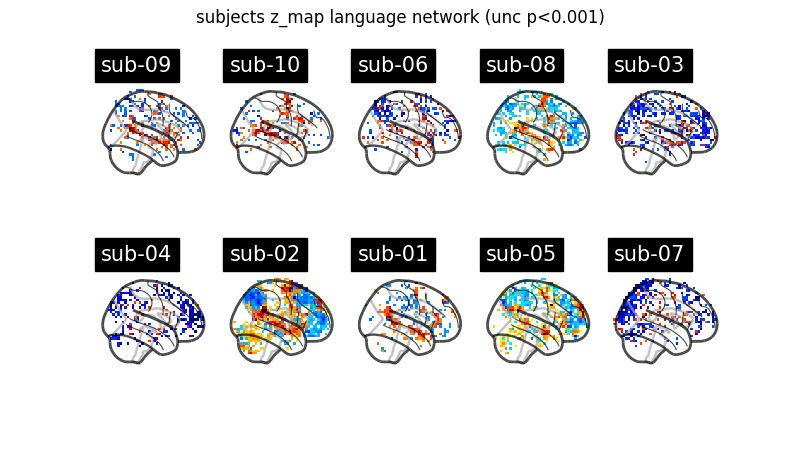 subjects z_map language network (unc p<0.001)
sub-09 sub-10 sub-06 sub-08 sub-03
sub-04 sub-02 sub-01 sub-05 sub-07